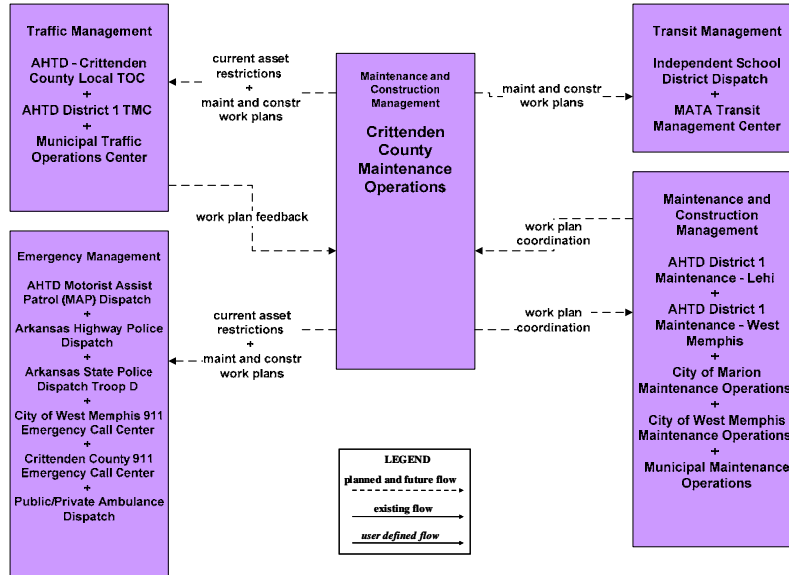 Traffic Management
AHTD - Crittenden
County Local TOC
+
AHTD District 1 TMC
+
Municipal Traffic
Operations Center
current asset
restrictions
+
maint and constr
work plans
work plan feedback
Maintenance and
Construction
Management
Crittenden
County
Maintenance
Operations
maint and constr
work plans
Transit Management
Independent School
District Dispatch
+
MATA Transit
Management Center
Emergency Management
AHTD Motorist Assist
Patrol (MAP) Dispatch
+
Arkansas Highway Police
Dispatch
+
Arkansas State Police
Dispatch Troop D
+
City of West Memphis 911
Emergency Call Center
+
Crittenden County 911
Emergency Call Center
+
Public/Private Ambulance
Dispatch
current asset
restrictions
+
maint and constr
work plans
work plan
coordination
work plan
coordination
Maintenance and
Construction
Management
AHTD District 1
Maintenance - Lehi
+
AHTD District 1
Maintenance - West
Memphis
+
City of Marion
Maintenance Operations
+
City of West Memphis
Maintenance Operations
+
Municipal Maintenance
Operations
LEGEND
planned and future flow
existing flow
user defined flow